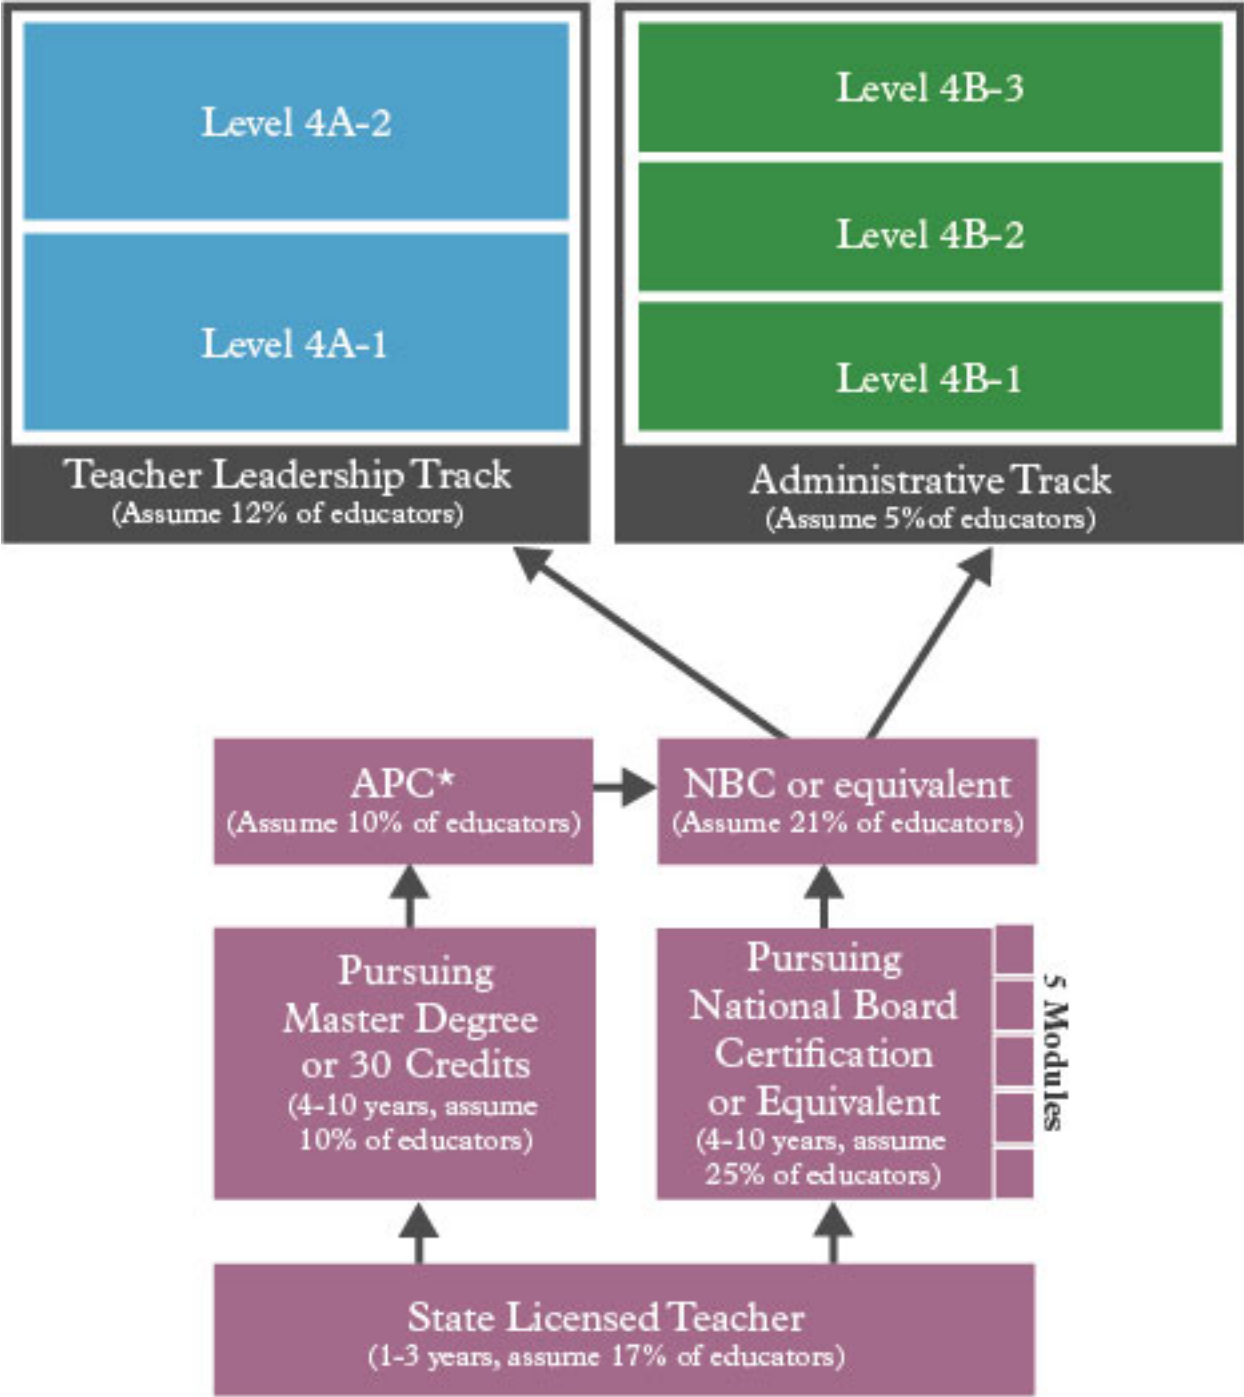 Level 4A-2
Level 4A-1
Teacher Leadership Track
(Assume 12% of educators)
Level 4B-3
Level 4B-2
Level 4B-1
Administrative Track
(Assume 5%of educators)
APC*
(Assume 10% of educators)
NBC or equivalent
(Assume 21% of educators)
Pursuing
Master Degree
or 30 Credits
(4-10 years, assume
10% of educators)
Pursuing
National Board
Certification
or Equivalent
(4-10 years, assume
25% of educators)
5 Modules
State Licensed Teacher
(1-3 years, assume 17% of educators)